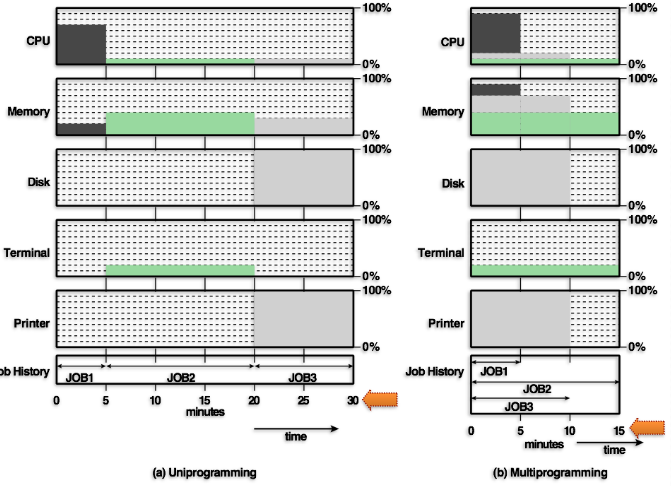 100%
CPU
0%
100%
Memory
0%
100%
Disk
0%
100%
Terminal
0%
100%
Printer
0%
ob History
JOB1
JOB2
JOB3
0 5 10 15 20 25 30
minutes
time
(a) Uniprogramming
100%
CPU
0%
100%
Memory
0%
100%
Disk
0%
100%
Terminal
0%
100%
Printer
0%
Job History
JOB1
JOB2
JOB3
0 5 10 15
minutes
time
(b) Multiprogramming